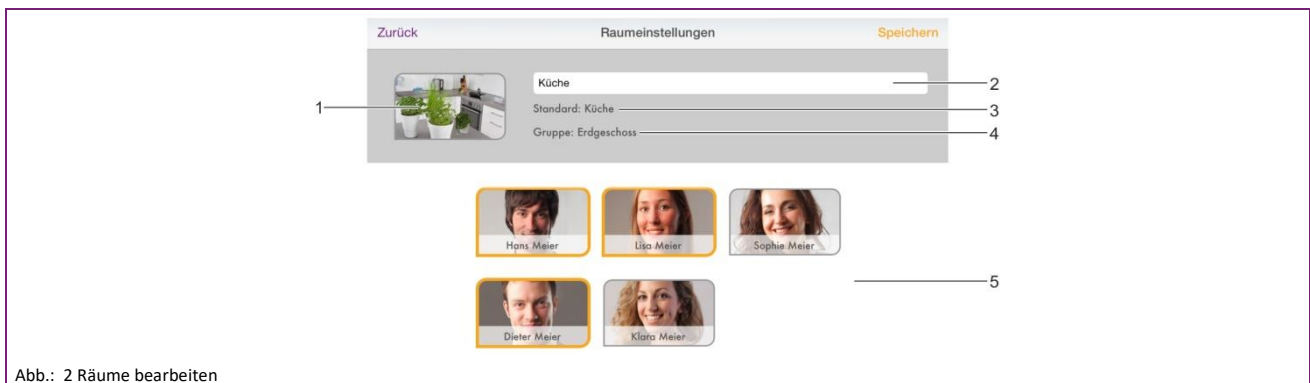 Zurück Raumeinstellungen Speichern
Küche 2
1 Standard: Küche 3
Gruppe: Erdgeschoss 4
Hans Meier Lisa Meier Sophie Meier
5
Dieter Meier Klara Meier
Abb.: 2 Räume bearbeiten